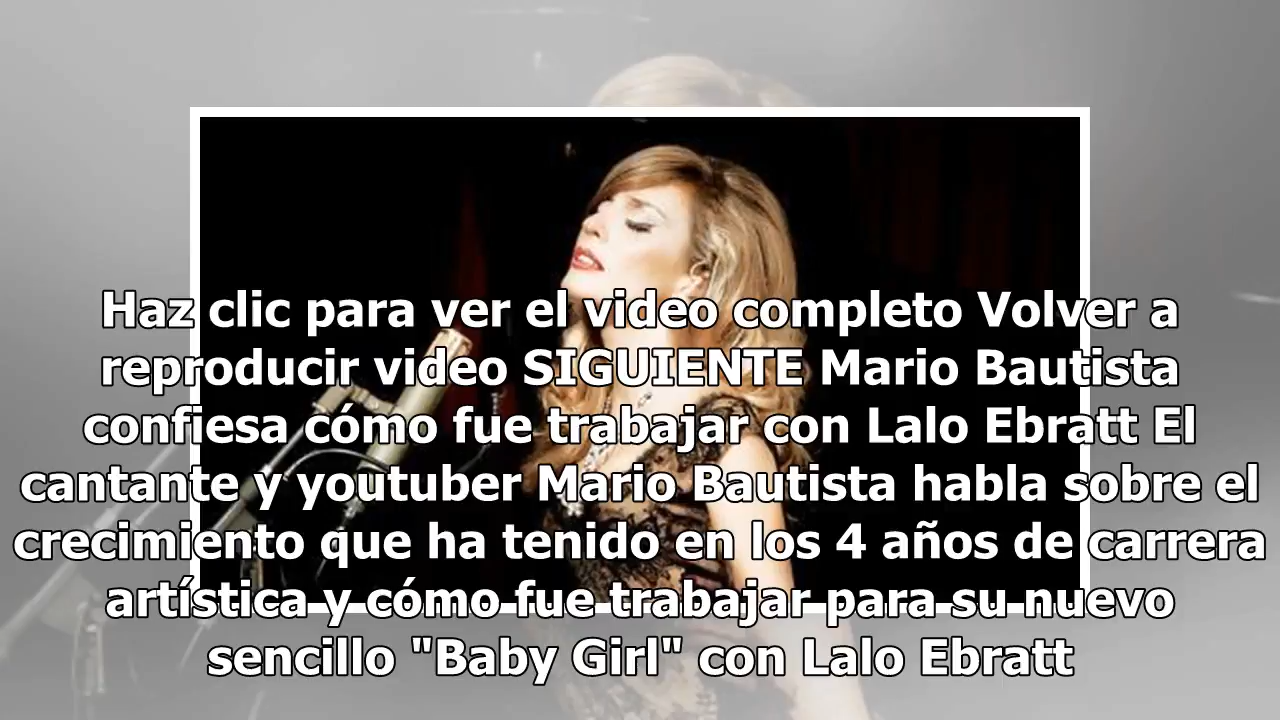 Haz clic para ver el video completo Volver a
reproducir video SIGUIENTE Mario Bautista
confiesa cómo fue trabajar con Lalo Ebratt El
cantante y youtuber Mario Bautista habla sobre el
crecimiento que ha tenido en los 4 años de carrera
artística y cómo fue trabajar para su nuevo
sencillo "Baby Girl" con Lalo Ebratt